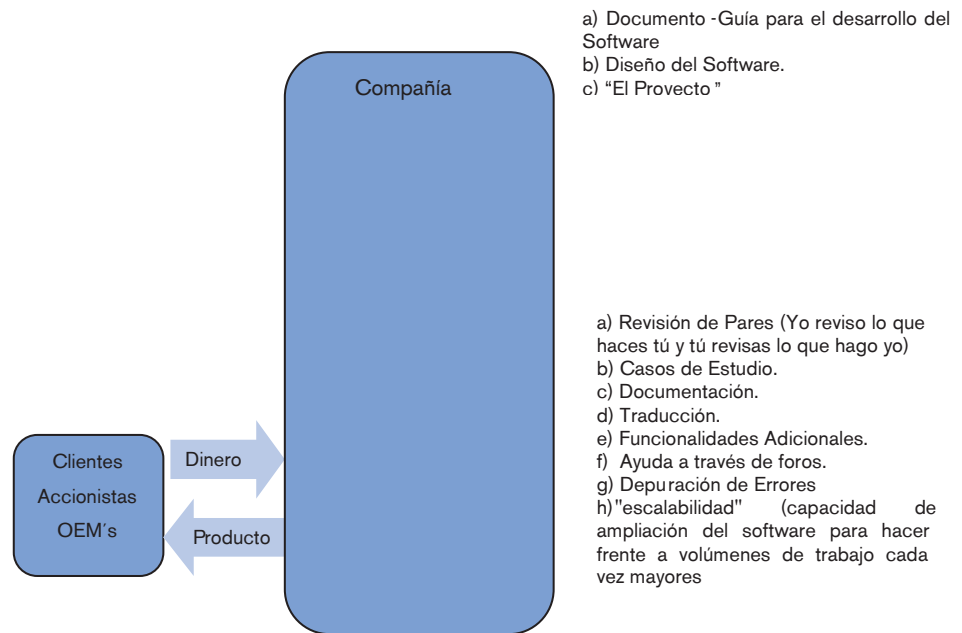 a) Documento -Guía para el desarrollo del
Software
b) Diseño del Software.
c) “El Proyecto”
Compañía
a) Revisión de Pares (Yo reviso lo que
haces tú y tú revisas lo que hago yo)
b) Casos de Estudio.
c) Documentación.
d) Traducción.
e) Funcionalidades Adicionales.
f) Ayuda a través de foros.
g) Depuración de Errores
h)"escalabilidad" (capacidad de
ampliación del software para hacer
frente a volúmenes de trabajo cada
vez mayores
Clientes
Accionistas
OEM´s
Dinero
Producto